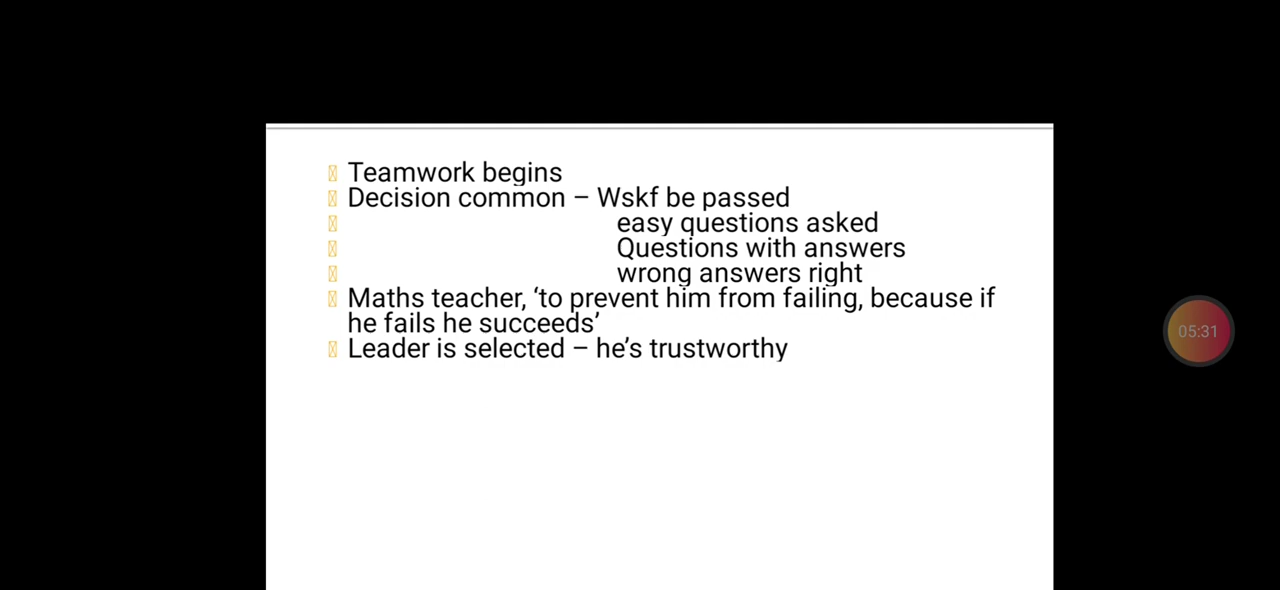 Teamwork begins
Decision common – Wskf be passed
easy questions asked
Questions with answers
wrong answers right
Maths teacher, ‘to prevent him from failing, because if
he fails he succeeds’
Leader is selected – he’s trustworthy
05:31